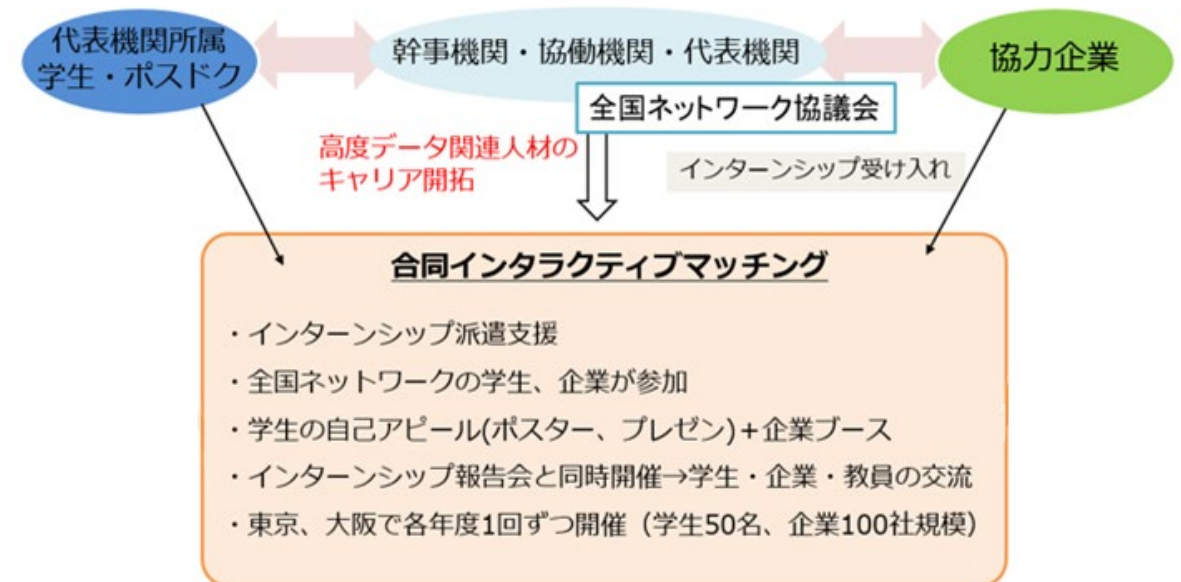 代表機関所属
学生・ポスドク
幹事機関・協働機関・代表機関
協力企業
全国ネットワーク協議会
高度データ関連人材の
キャリア開拓
インターンシップ受け入れ
合同インタラクティブマッチング
・インターンシップ派遣支援
・全国ネットワークの学生、企業が参加
・学生の自己アピール(ポスター、プレゼン)+企業ブース
・インターンシップ報告会と同時開催→学生・企業・教員の交流
・東京、大阪で各年度1回ずつ開催（学生50名、企業100社規模）